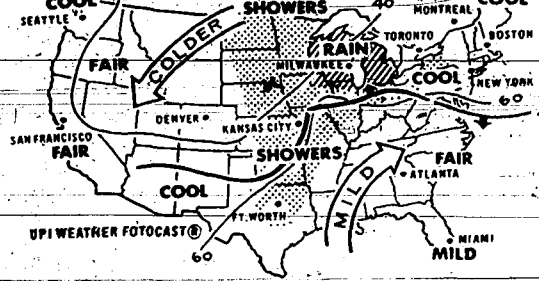 COOL
SHOWERS
40
MONTREAL
COOL
SEATTLE
COLDER
RAIN
TORONTO
BOSTON
FAIR
MILWAUKEE
COOL
NEW YORK
60
DENVER
KANSAS CITY
SAN FRANCISCO
FAIR
SHOWERS
FAIR
ATLANTA
COOL
MILD
FT. WORTH
UPI WEATHER FOTOCAST®
60
MIAMI
MILD